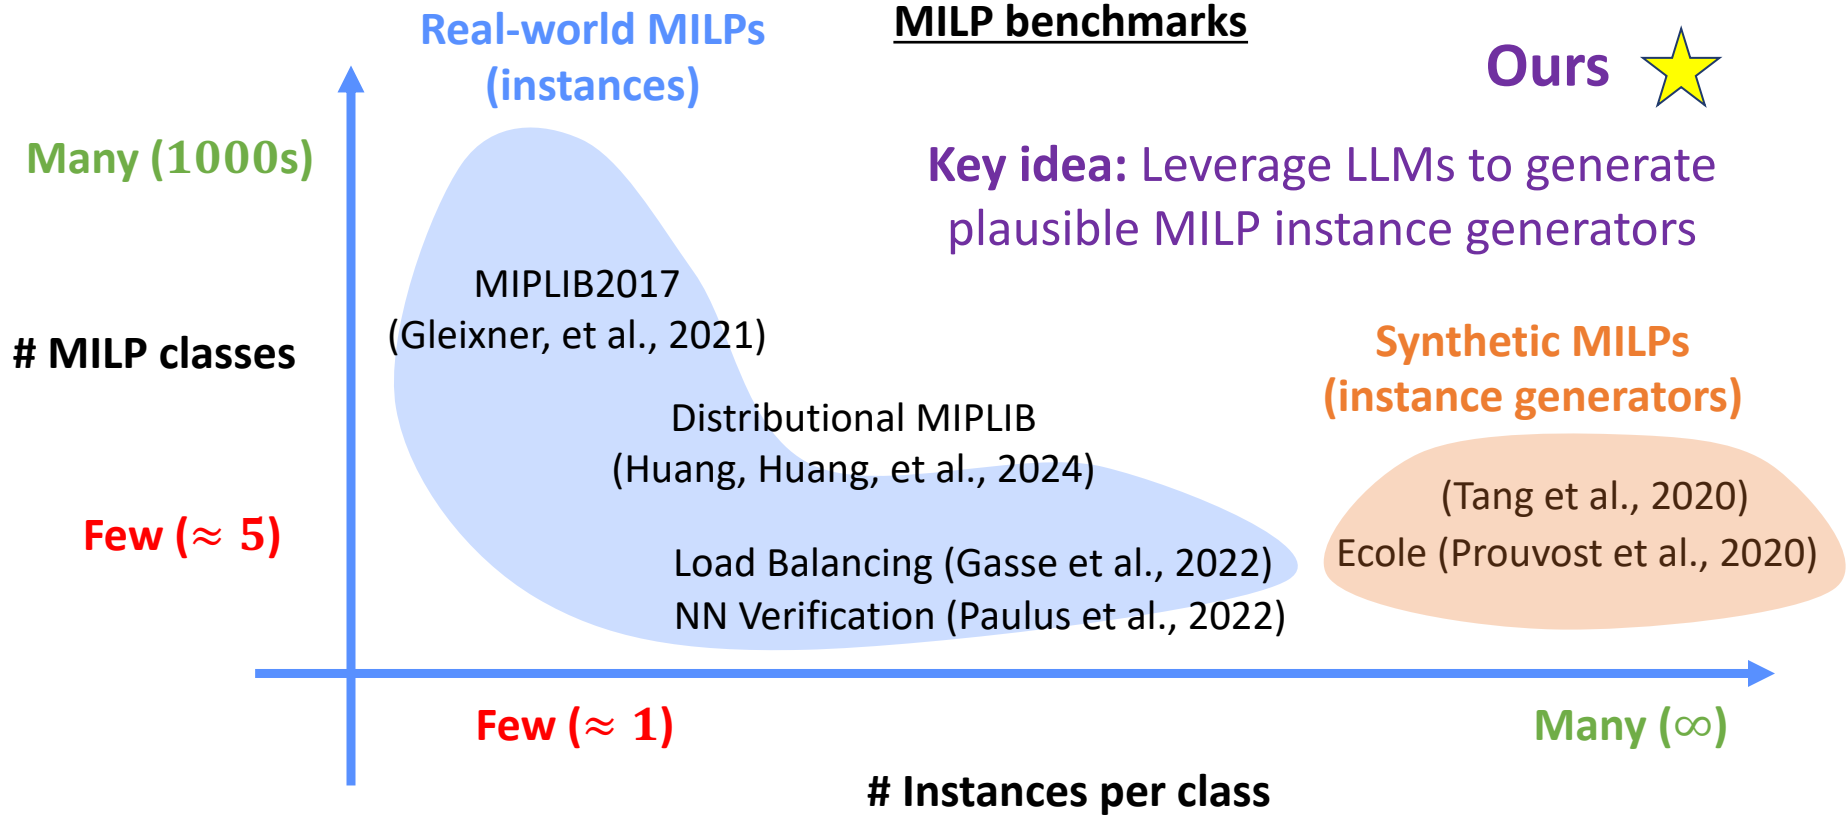 MILP benchmarks
Real-world MILPs
(instances)
Ours
Many (1000s)
Key idea: Leverage LLMs to generate
plausible MILP instance generators
MIPLIB2017
(Gleixner, et al., 2021)
# MILP classes
Synthetic MILPs
(instance generators)
Distributional MIPLIB
(Huang, Huang, et al., 2024)
(Tang et al., 2020)
Ecole (Prouvost et al., 2020)
Few (≈ 5)
Load Balancing (Gasse et al., 2022)
NN Verification (Paulus et al., 2022)
Few (≈ 1)
Many (∞)
# Instances per class